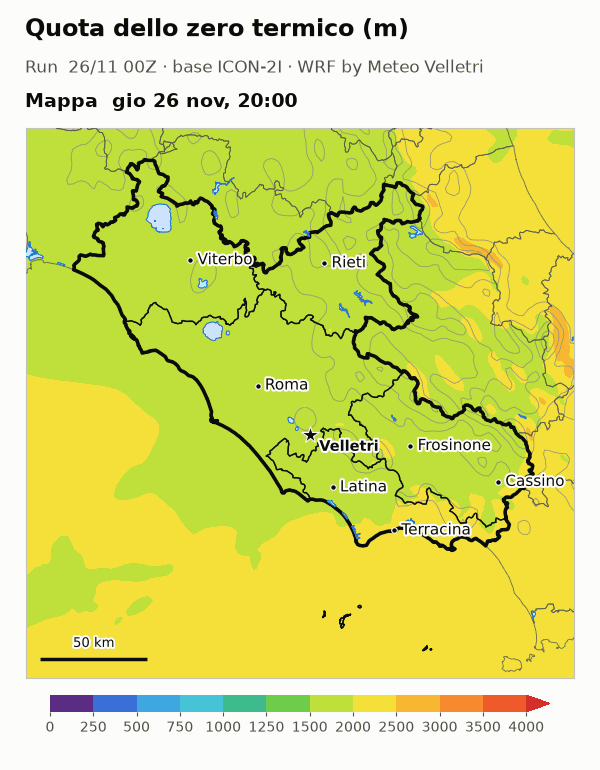 Quota dello zero termico (m)
Run  26/11 00Z · base ICON-2I · WRF by Meteo Velletri
Mappa  gio 26 nov, 20:00
Viterbo
Rieti
Roma
Velletri
Frosinone
Cassino
Latina
Terracina
50 km
0 250 500 750 1000 1250 1500 2000 2500 3000 3500 4000